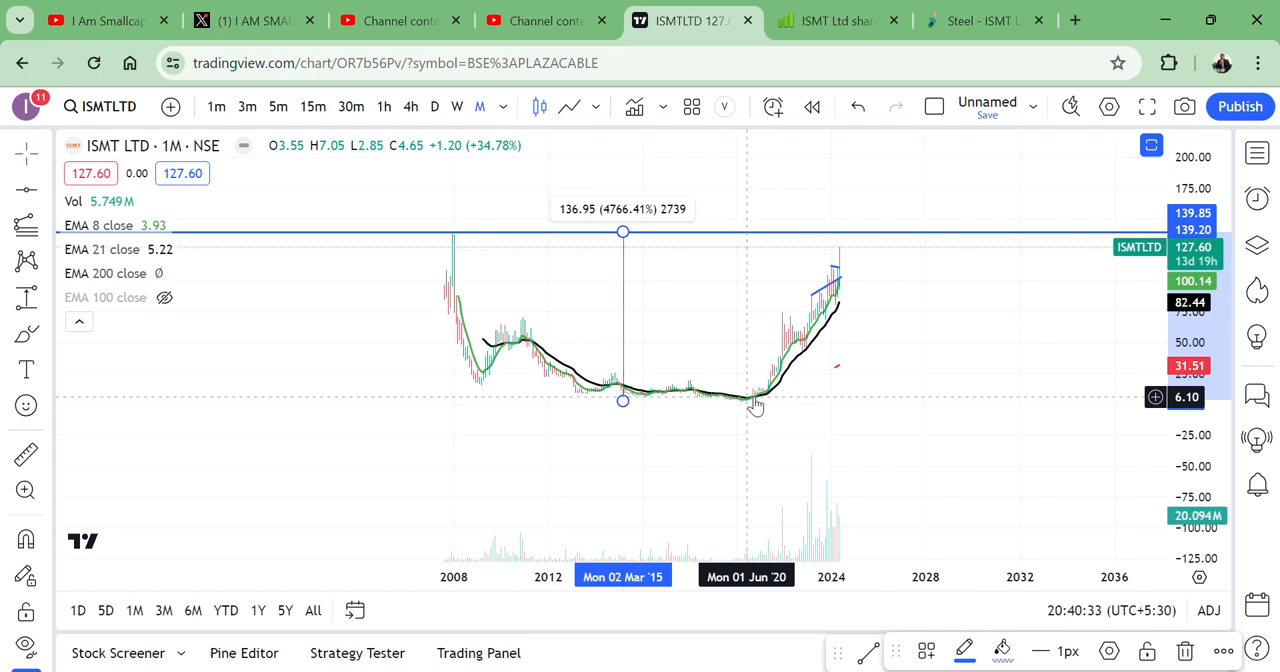 I Am Smallcap
(1) I AM SMAL
Channel conte
Channel conte
ISMTLTD 127.6
ISMT Ltd shar
Steel - ISMT L
tradingview.com/chart/OR7b56Pv/?symbol=BSE%3APLAZACABLE
I
11
ISMTLTD
1m 3m 5m 15m 30m 1h 4h D W M
V
Unnamed
Save
Publish
ISMT LTD · 1M · NSE
O3.55 H7.05 L2.85 C4.65 +1.20 (+34.78%)
127.60 0.00 127.60
Vol 5.749M
EMA 8 close 3.93
EMA 21 close 5.22
EMA 200 close Ø
EMA 100 close
136.95 (4766.41%) 2739
200.00
175.00
139.85
139.20
ISMTLTD 127.60
13d 19h
100.14
82.44
75.00
50.00
31.51
25.00
6.10
−25.00
−50.00
−75.00
20.094M
−100.00
−125.00
2008 2012 Mon 02 Mar '15 Mon 01 Jun '20 2024 2028 2032 2036
1D 5D 1M 3M 6M YTD 1Y 5Y All
20:40:33 (UTC+5:30) ADJ
Stock Screener Pine Editor Strategy Tester Trading Panel
1px